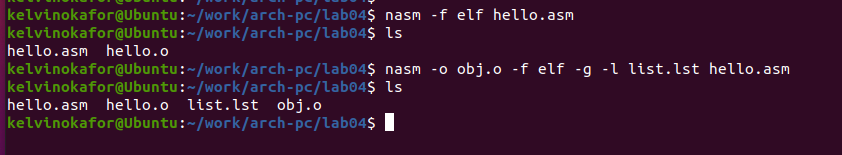 kelvinokafor@Ubuntu:~/work/arch-pc/lab04$ nasm -f elf hello.asm
kelvinokafor@Ubuntu:~/work/arch-pc/lab04$ ls
hello.asm  hello.o
kelvinokafor@Ubuntu:~/work/arch-pc/lab04$ nasm -o obj.o -f elf -g -l list.lst hello.asm
kelvinokafor@Ubuntu:~/work/arch-pc/lab04$ ls
hello.asm  hello.o  list.lst  obj.o
kelvinokafor@Ubuntu:~/work/arch-pc/lab04$